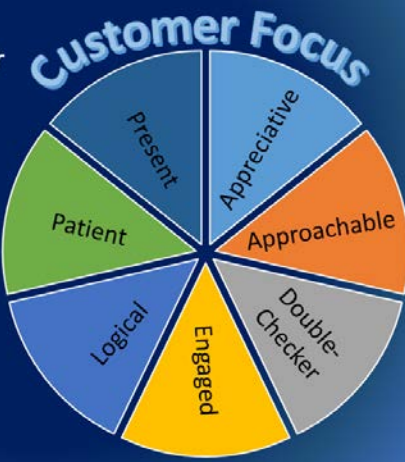 Customer Focus
Appreciative
Approachable
Double-
Checker
Engaged
Logical
Patient
Present